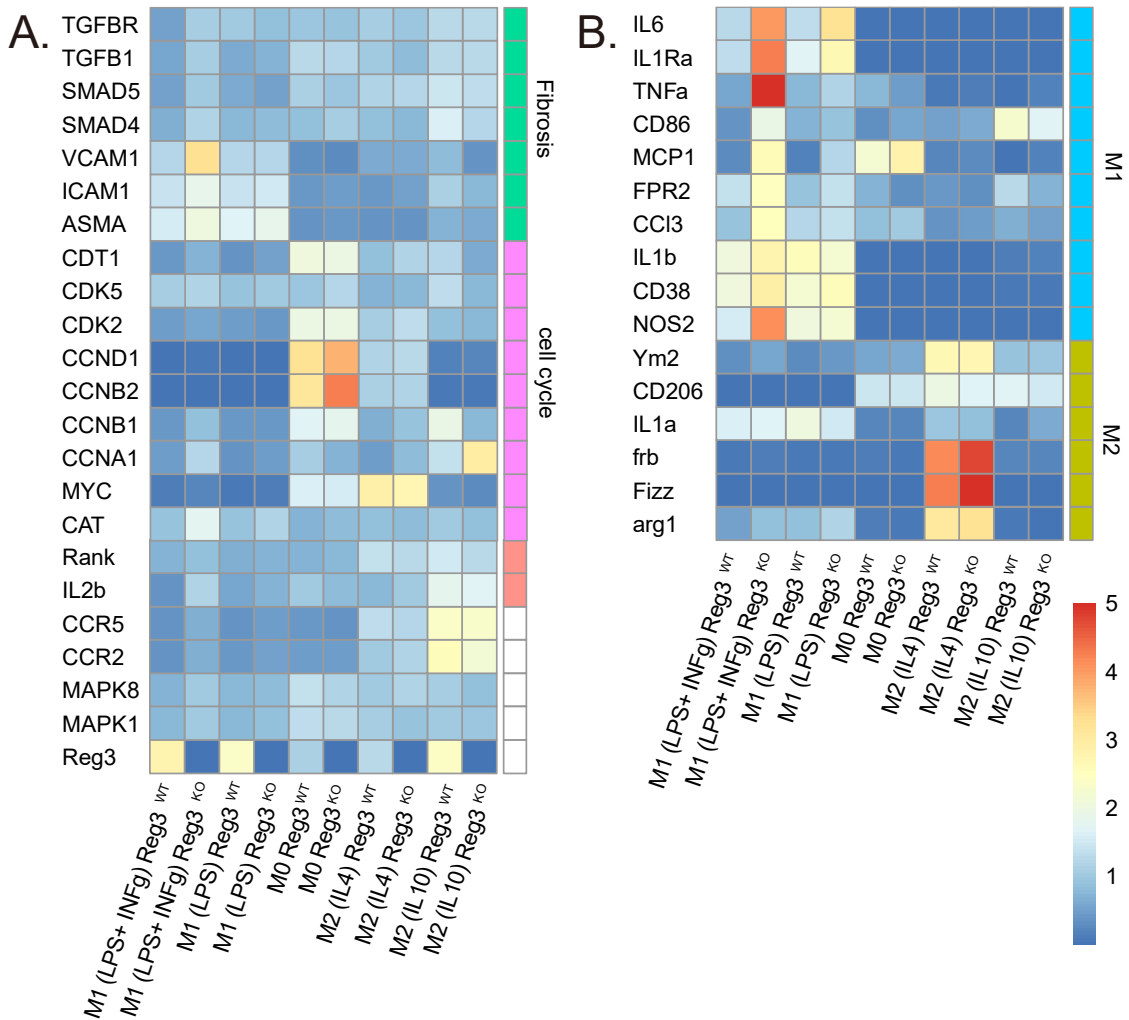 A.
TGFBR
TGFB1
SMAD5
SMAD4
VCAM1
ICAM1
ASMA
CDT1
CDK5
CDK2
CCND1
CCNB2
CCNB1
CCNA1
MYC
CAT
Rank
IL2b
CCR5
CCR2
MAPK8
MAPK1
Reg3
Fibrosis
cell cycle
M1 (LPS+ INFg) Reg3 WT
M1 (LPS+ INFg) Reg3 KO
M1 (LPS) Reg3 WT
M1 (LPS) Reg3 KO
M0 Reg3 WT
M0 Reg3 KO
M2 (IL4) Reg3 WT
M2 (IL4) Reg3 KO
M2 (IL10) Reg3 WT
M2 (IL10) Reg3 KO
B.
IL6
IL1Ra
TNFa
CD86
MCP1
FPR2
CCl3
IL1b
CD38
NOS2
Ym2
CD206
IL1a
frb
Fizz
arg1
M1
M2
M1 (LPS+ INFg) Reg3 WT
M1 (LPS+ INFg) Reg3 KO
M1 (LPS) Reg3 WT
M1 (LPS) Reg3 KO
M0 Reg3 WT
M0 Reg3 KO
M2 (IL4) Reg3 WT
M2 (IL4) Reg3 KO
M2 (IL10) Reg3 WT
M2 (IL10) Reg3 KO
5
4
3
2
1